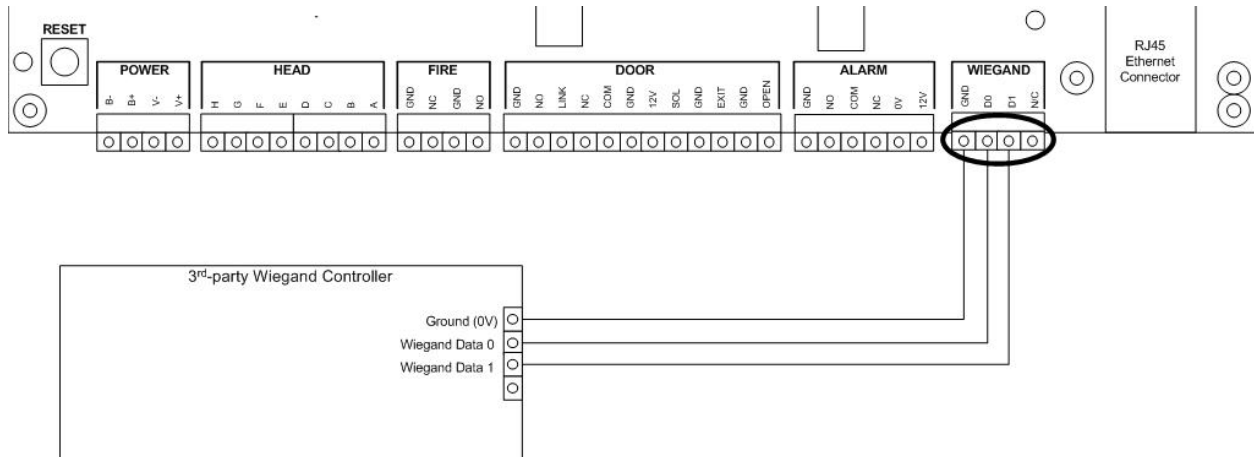 RESET
POWER
HEAD
FIRE
DOOR
ALARM
WIEGAND
RJ45
Ethernet
Connector
B- B+ V- V+
H G F E D C B A
GND NC GND NO
GND NO LINK NC COM GND 12V SOL GND EXIT GND OPEN
GND NO COM NC 0V 12V
GND D0 D1 N/C
3rd-party Wiegand Controller
Ground (0V)
Wiegand Data 0
Wiegand Data 1